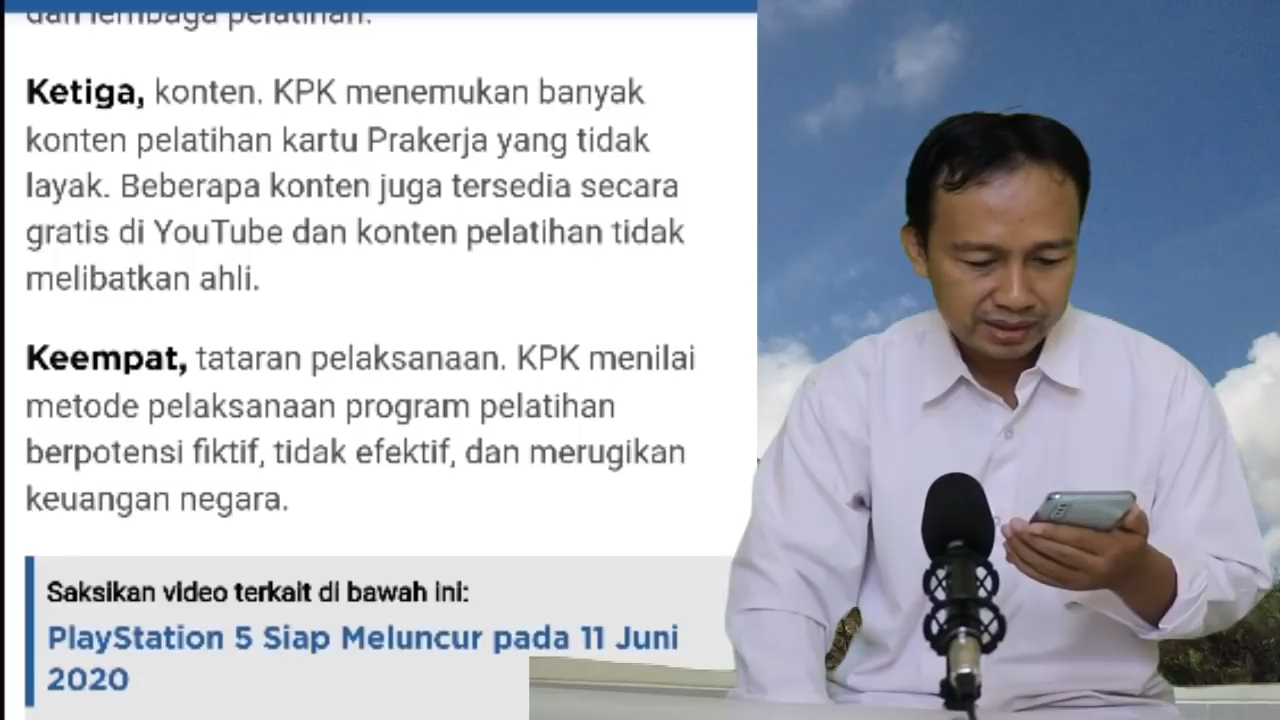 dan lembaga pelatihan.
Ketiga, konten. KPK menemukan banyak
konten pelatihan kartu Prakerja yang tidak
layak. Beberapa konten juga tersedia secara
gratis di YouTube dan konten pelatihan tidak
melibatkan ahli.
Keempat, tataran pelaksanaan. KPK menilai
metode pelaksanaan program pelatihan
berpotensi fiktif, tidak efektif, dan merugikan
keuangan negara.
Saksikan video terkait di bawah ini:
PlayStation 5 Siap Meluncur pada 11 Juni
2020